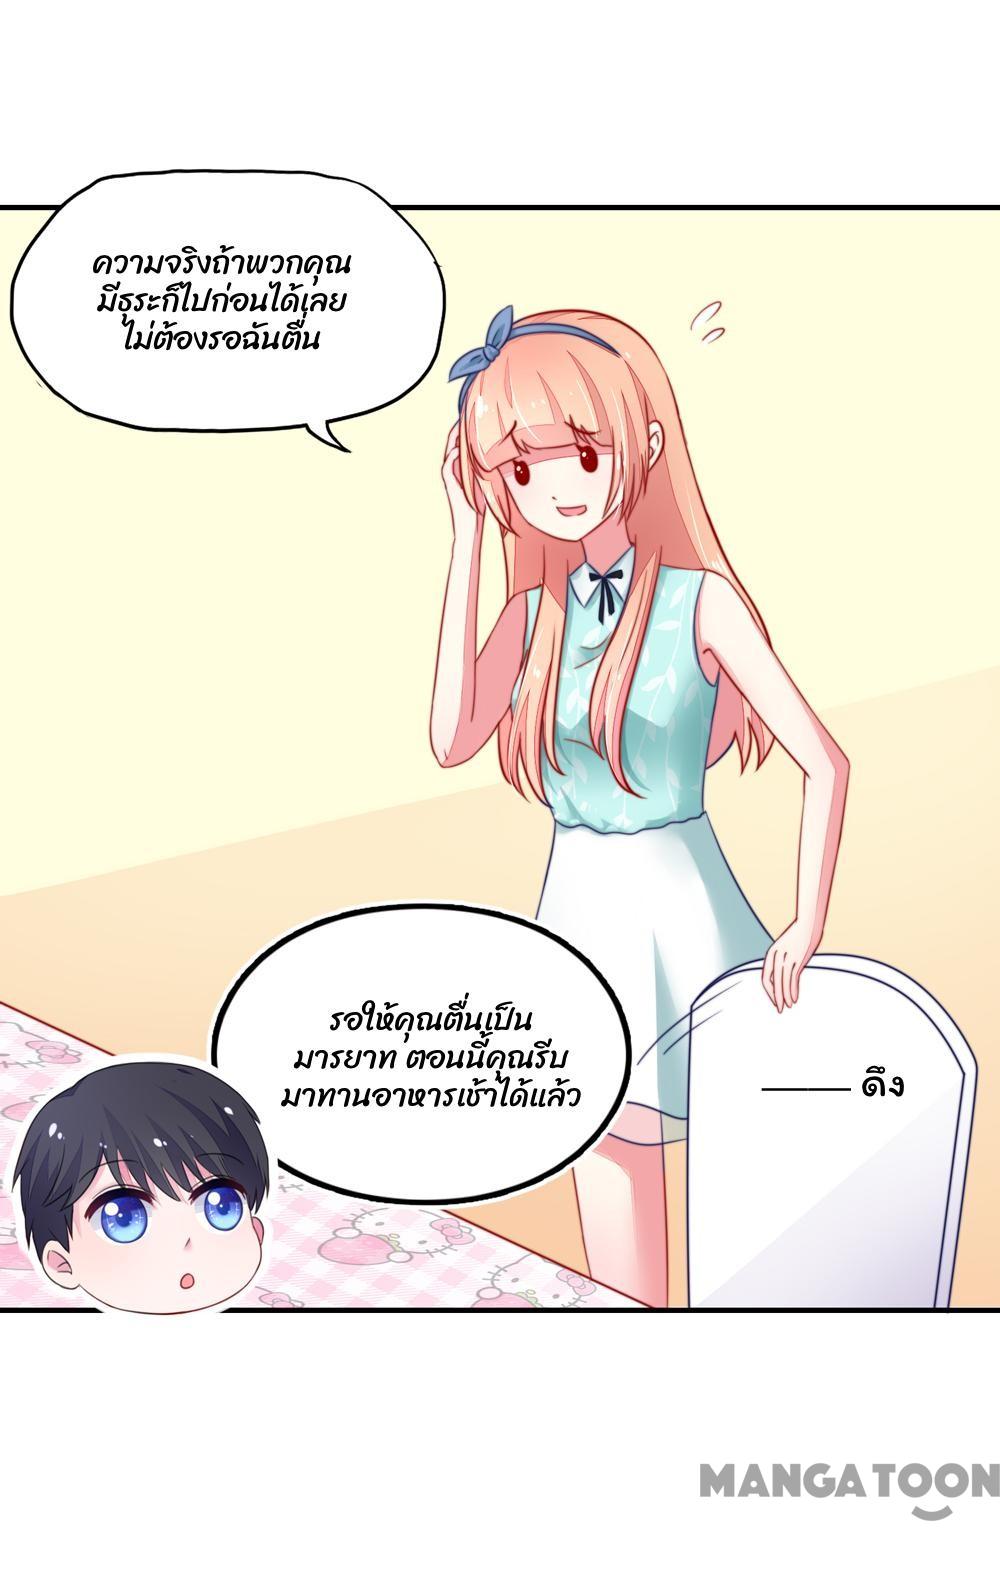 ความจริงถ้าพวกคุณ
มีธุระก็ไปก่อนได้เลย
ไม่ต้องรอฉันตื่น
รอให้คุณตื่นเป็น
มารยาท ตอนนี้คุณรีบ
มาทานอาหารเช้าได้แล้ว
—— ดึง
MANGATOON